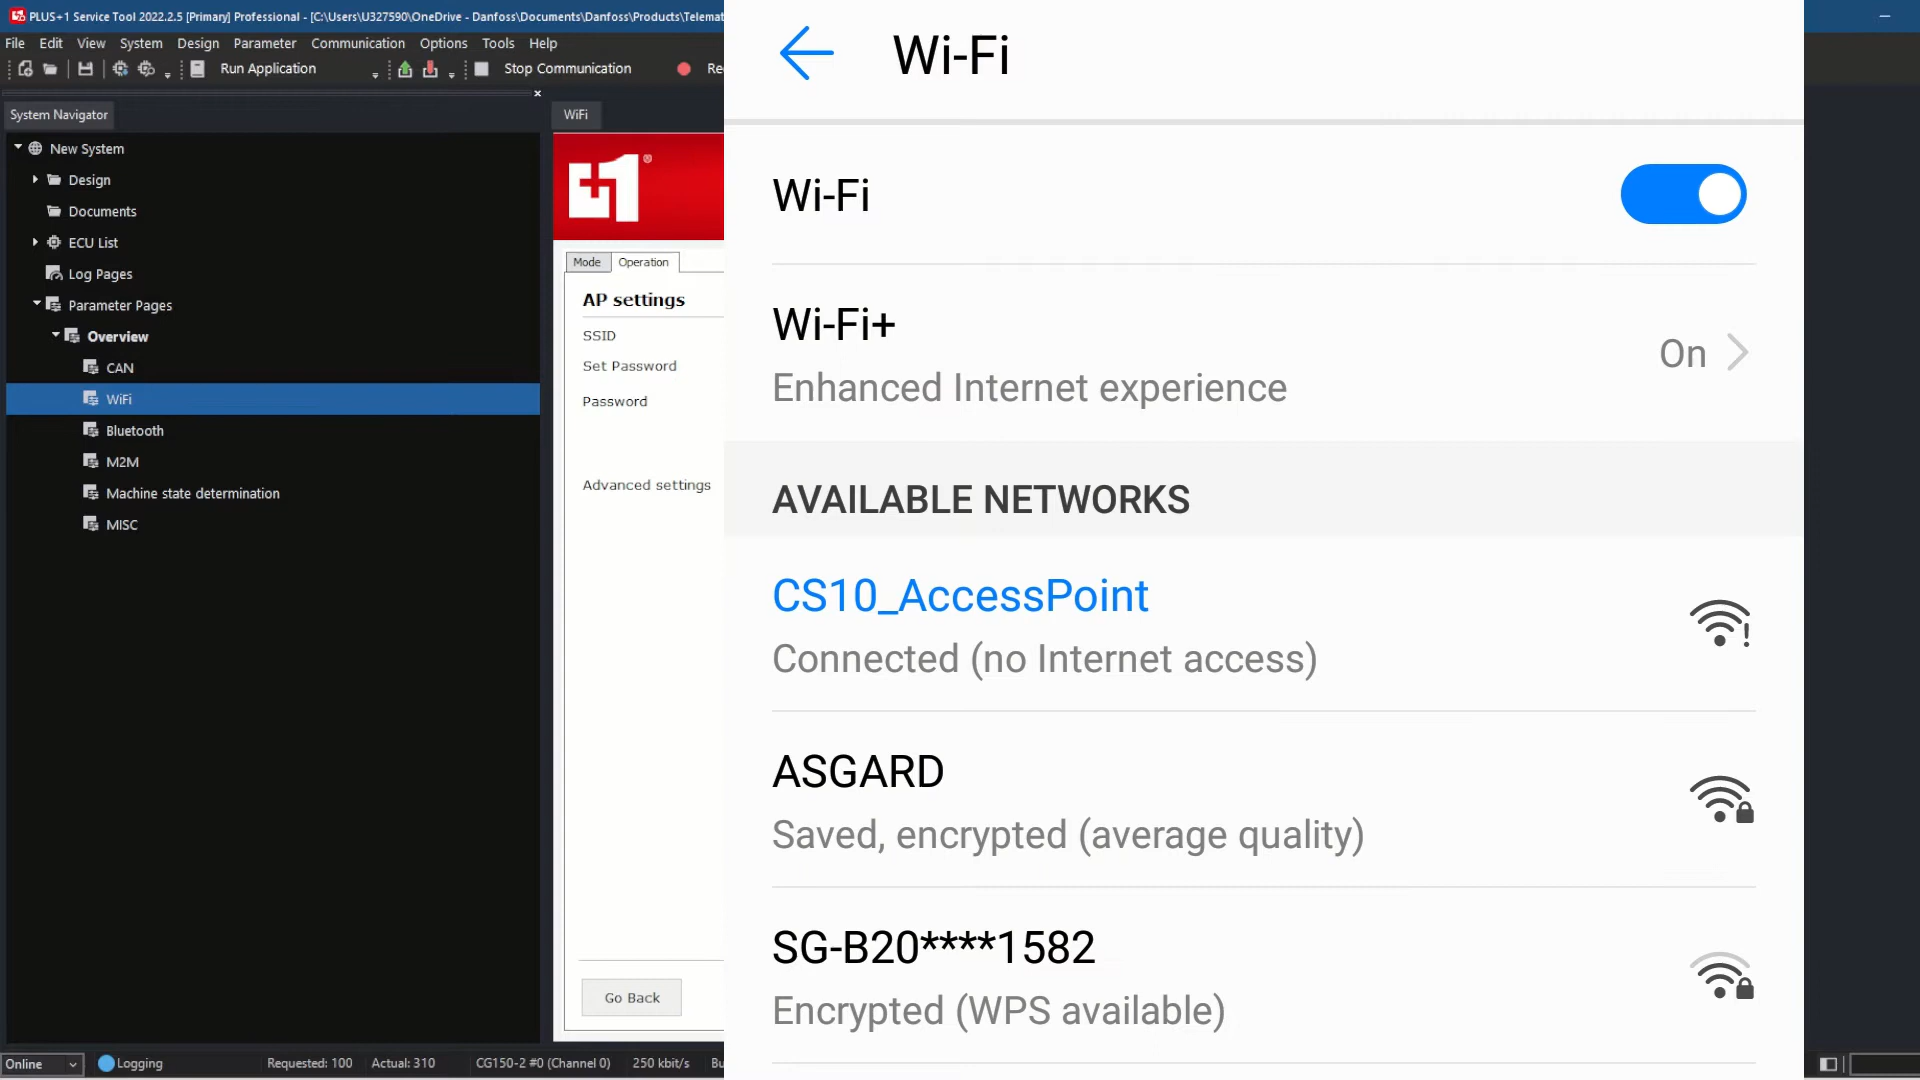 PLUS+1 Service Tool 2022.2.5 [Primary] Professional - [C:\Users\U327590\OneDrive - Danfoss\Documents\Danfoss\Products\Telemat
File Edit View System Design Parameter Communication Options Tools Help
Run Application Stop Communication Re
System Navigator
New System
Design
Documents
ECU List
Log Pages
Parameter Pages
Overview
CAN
WiFi
Bluetooth
M2M
Machine state determination
MISC
WiFi
+1®
Mode Operation
AP settings
SSID
Set Password
Password
Advanced settings
Go Back
Wi-Fi
Wi-Fi
Wi-Fi+
On
Enhanced Internet experience
AVAILABLE NETWORKS
CS10_AccessPoint
Connected (no Internet access)
ASGARD
Saved, encrypted (average quality)
SG-B20****1582
Encrypted (WPS available)
Online Logging Requested: 100 Actual: 310 CG150-2 #0 (Channel 0) 250 kbit/s Bu